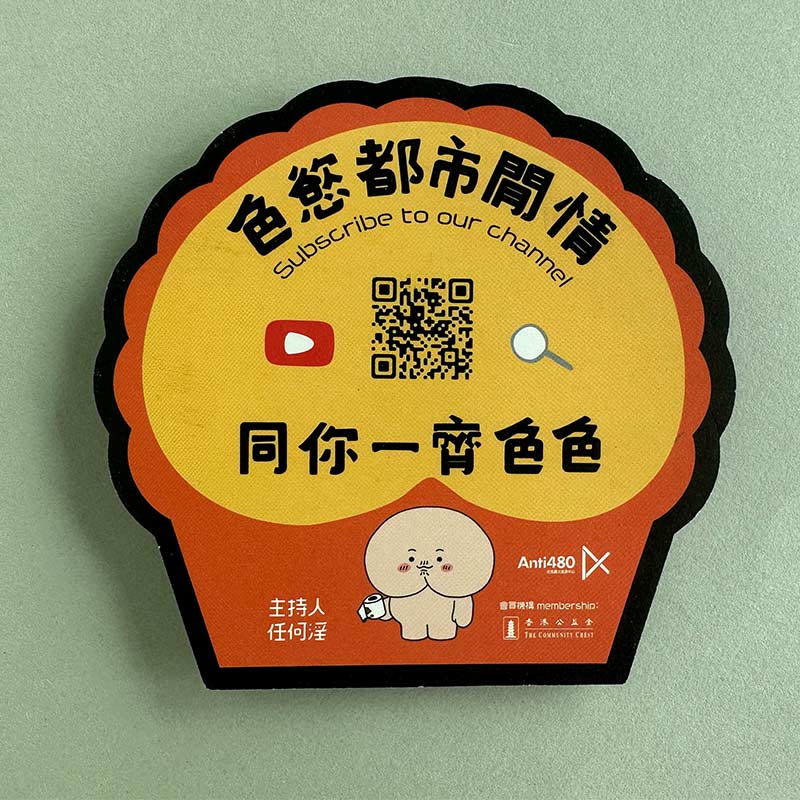 色慾都市閒情
Subscribe to our channel
同你一齊色色
主持人
任何淫
Anti480
會員機構 membership:
香港公益金
THE COMMUNITY CHEST